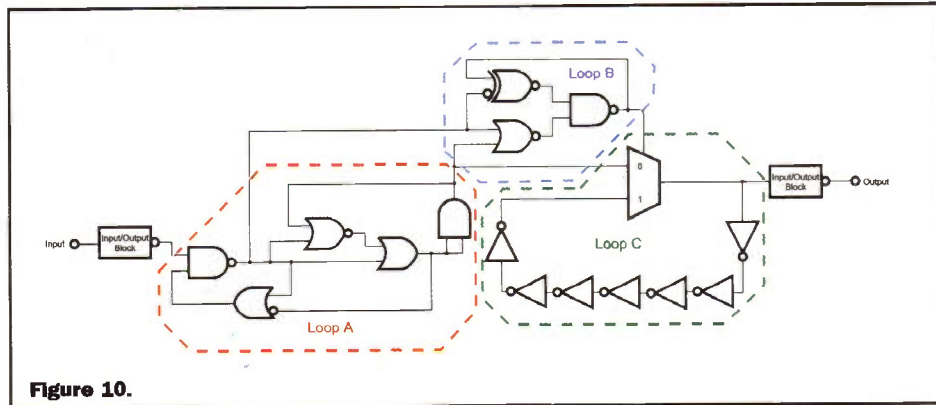 Loop B
0
1
Input/Output
Block
Output
Input
Input/Output
Block
Loop C
Loop A
Figure 10.